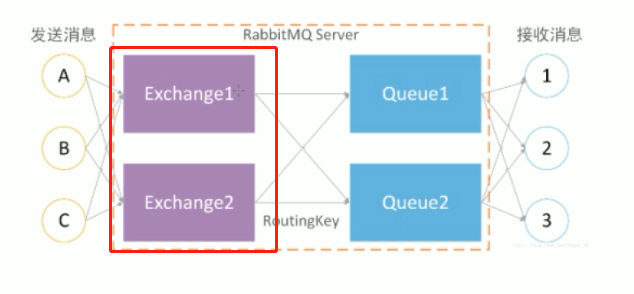 发送消息
RabbitMQ Server
接收消息
A
Exchange1
Queue1
1
B
2
C
Exchange2
Queue2
3
RoutingKey